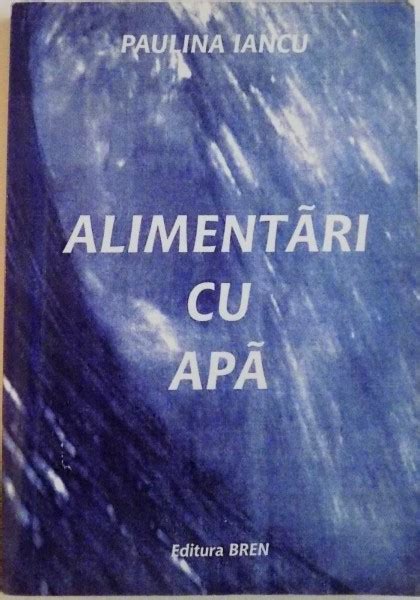 PAULINA IANCU
ALIMENTÃRI
CU
APÃ
Editura BREN